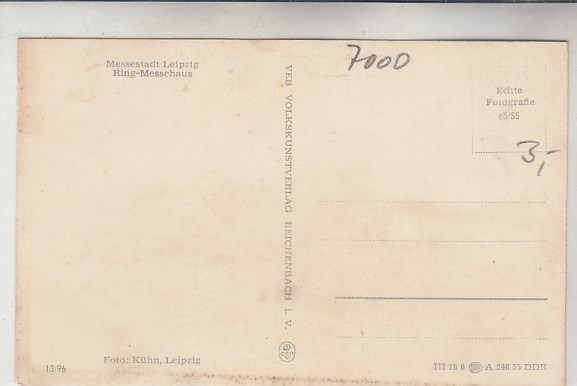 Messestadt Leipzig
Ring-Messehaus
7000
Echte
Fotografie
85/55
3,-
VEB VOLKSKUNSTVERLAG REICHENBACH i. V.
13/96
Foto: Kühn, Leipzig
III 18 6 A 246 55 DDR